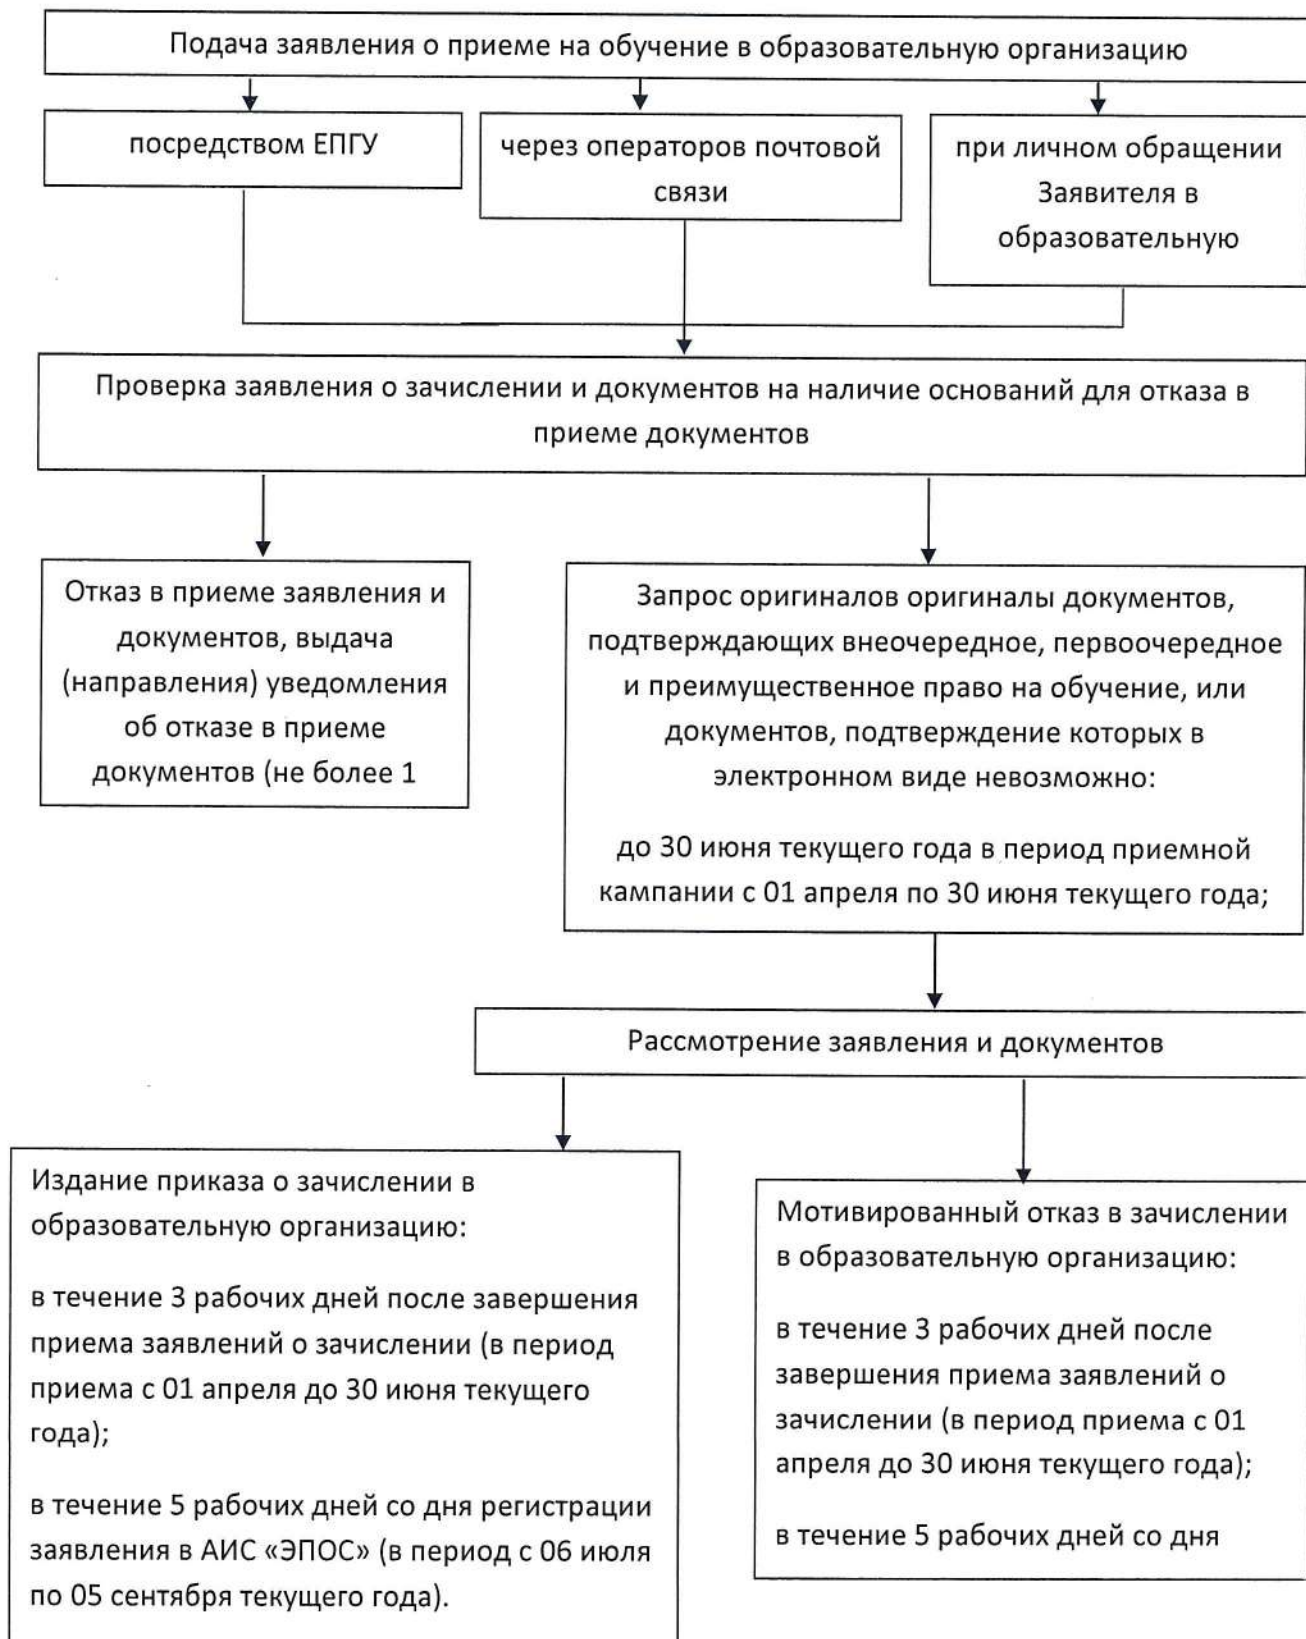 Подача заявления о приеме на обучение в образовательную организацию
посредством ЕПГУ
через операторов почтовой
связи
при личном обращении
Заявителя в
образовательную
Проверка заявления о зачислении и документов на наличие оснований для отказа в
приеме документов
Отказ в приеме заявления и
документов, выдача
(направления) уведомления
об отказе в приеме
документов (не более 1
Запрос оригиналов оригиналы документов,
подтверждающих внеочередное, первоочередное
и преимущественное право на обучение, или
документов, подтверждение которых в
электронном виде невозможно:
до 30 июня текущего года в период приемной
кампании с 01 апреля по 30 июня текущего года;
Рассмотрение заявления и документов
Издание приказа о зачислении в
образовательную организацию:
в течение 3 рабочих дней после завершения
приема заявлений о зачислении (в период
приема с 01 апреля до 30 июня текущего
года);
в течение 5 рабочих дней со дня регистрации
заявления в АИС «ЭПОС» (в период с 06 июля
по 05 сентября текущего года).
Мотивированный отказ в зачислении
в образовательную организацию:
в течение 3 рабочих дней после
завершения приема заявлений о
зачислении (в период приема с 01
апреля до 30 июня текущего года);
в течение 5 рабочих дней со дня